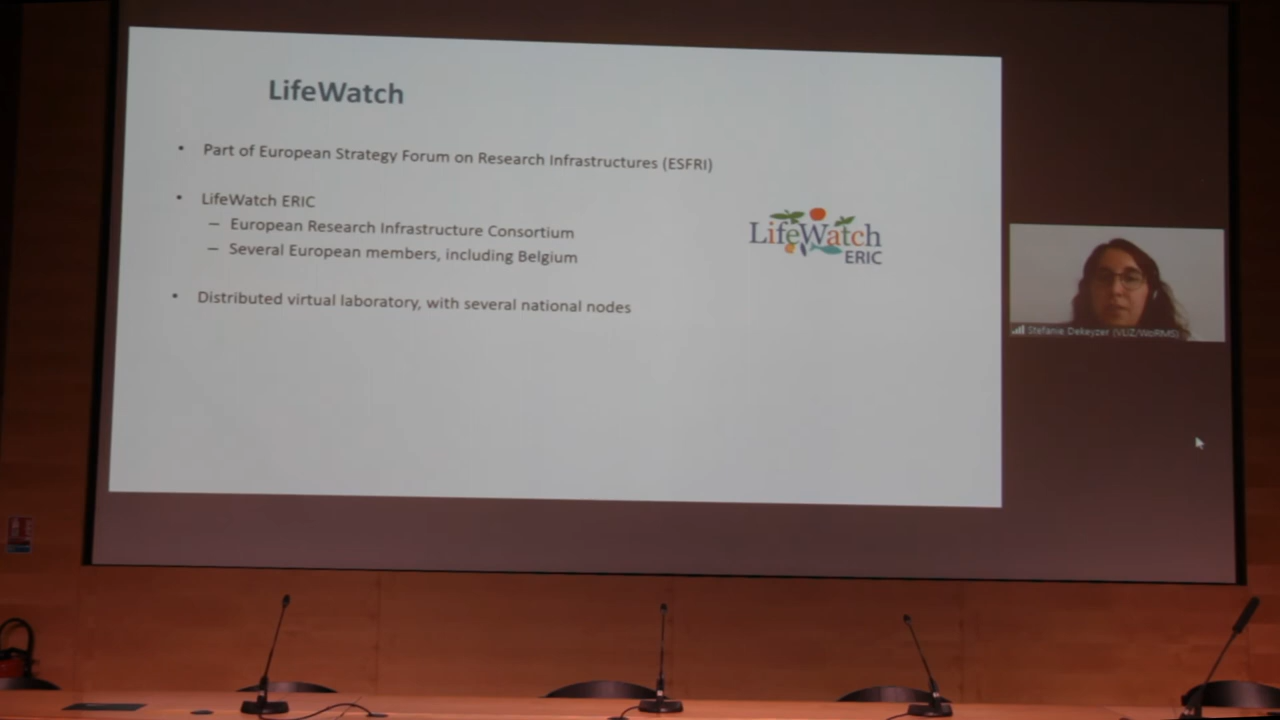 LifeWatch
• Part of European Strategy Forum on Research Infrastructures (ESFRI)
• LifeWatch ERIC
– European Research Infrastructure Consortium
– Several European members, including Belgium
• Distributed virtual laboratory, with several national nodes
LifeWatch
ERIC
Stefanie Dekeyzer (VLIZ/WoRMS)